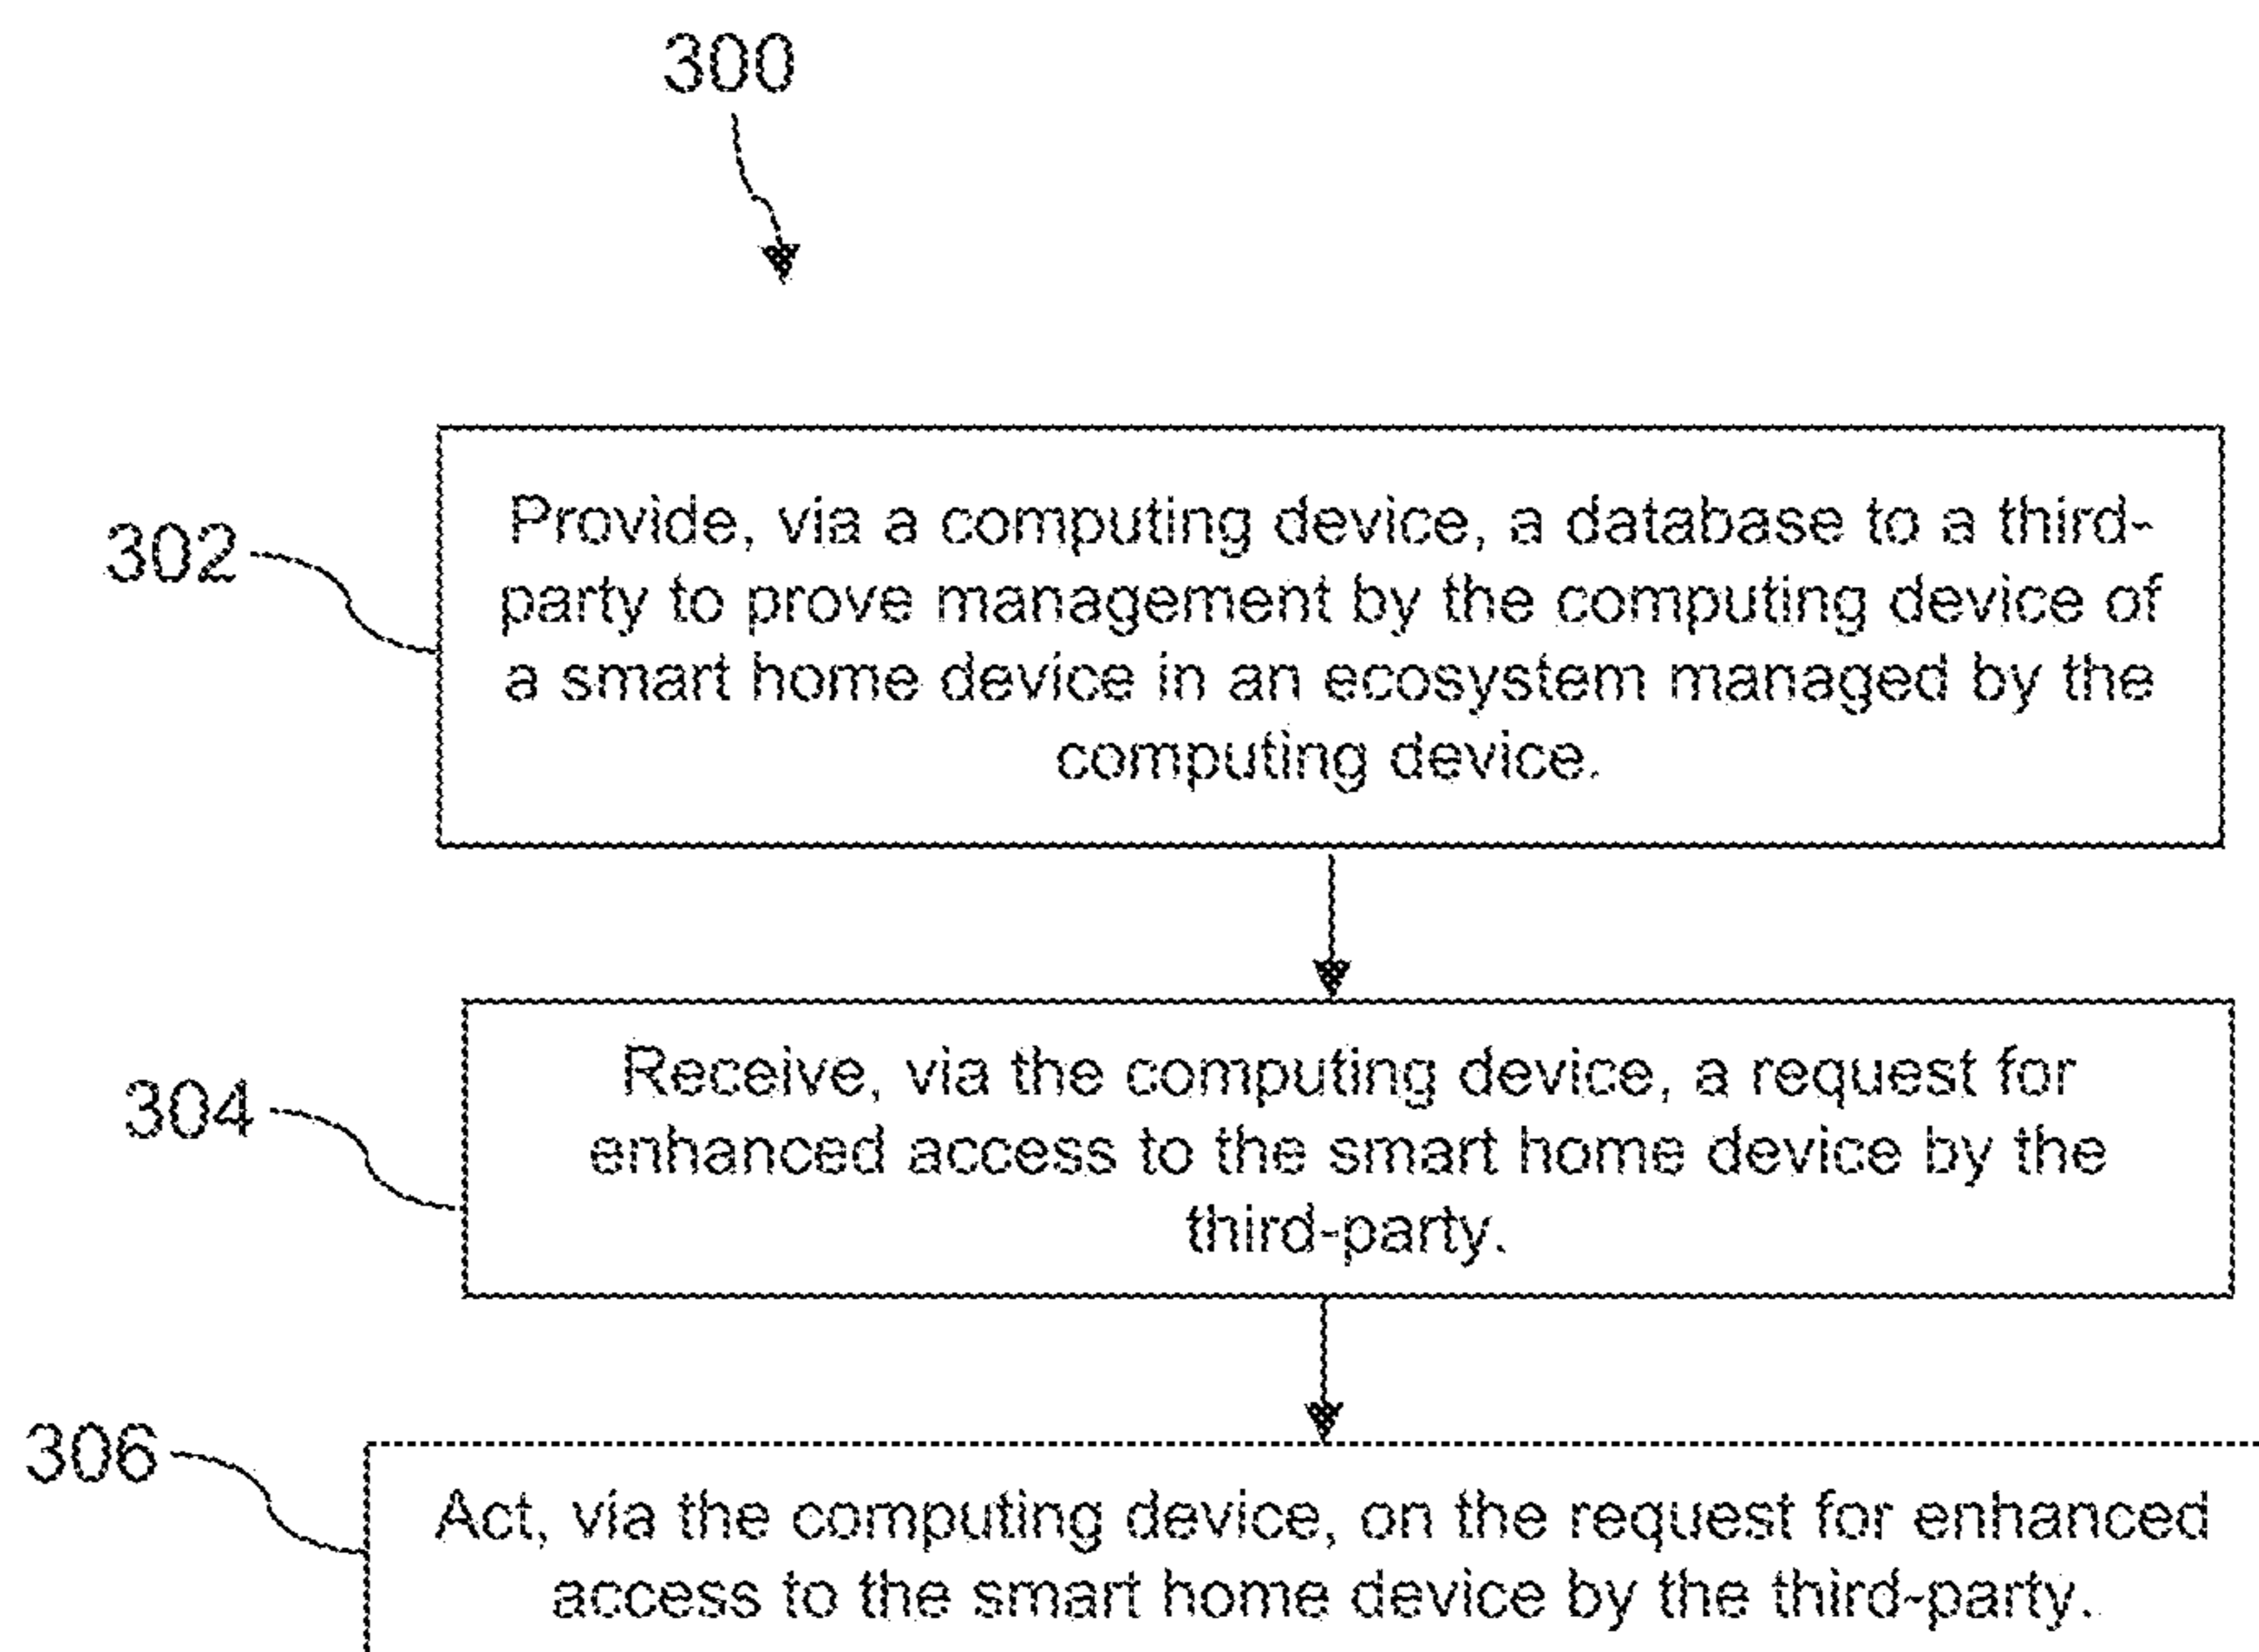 300
302
Provide, via a computing device, a database to a third-
party to prove management by the computing device of
a smart home device in an ecosystem managed by the
computing device.
304
Receive, via the computing device, a request for
enhanced access to the smart home device by the
third-party.
306
Act, via the computing device, on the request for enhanced
access to the smart home device by the third-party.